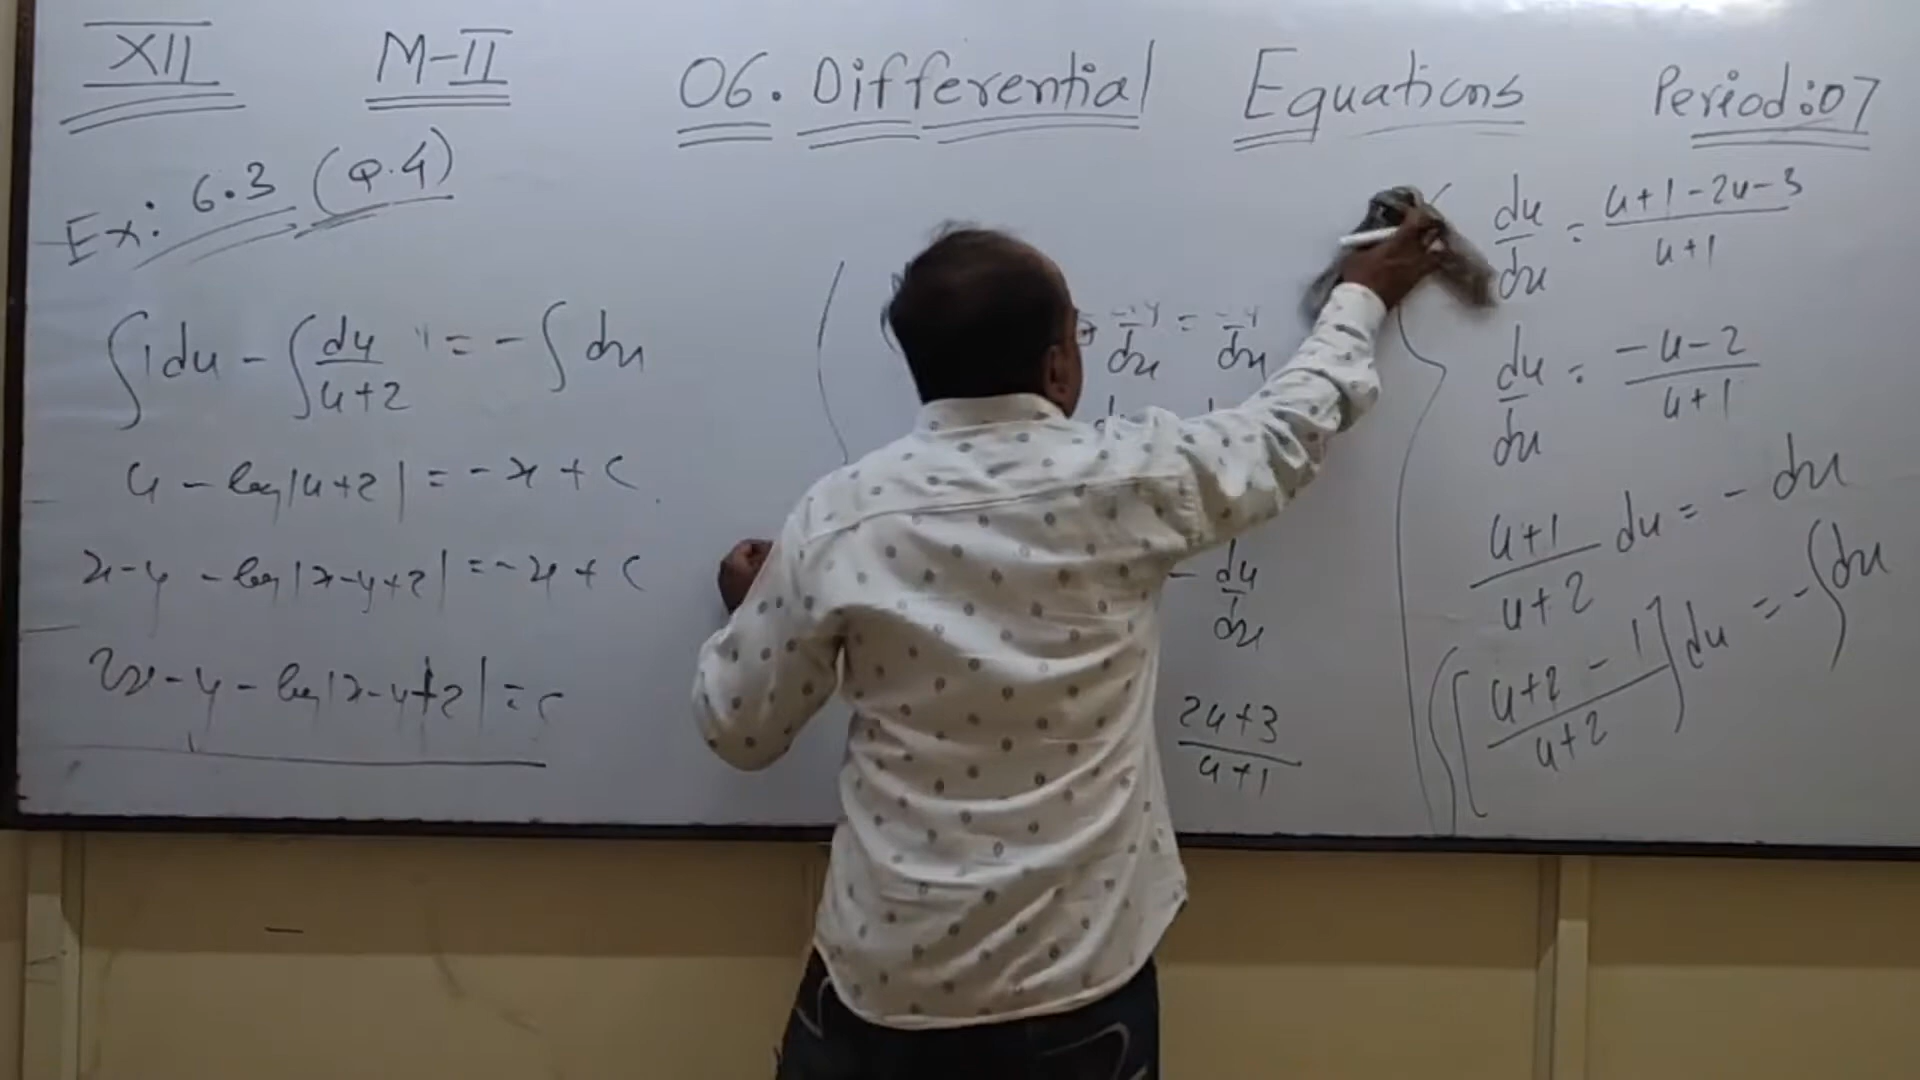 XII M-II 06. Differential Equations Period:07
Ex: 6.3 (Q.4)
∫1du - ∫du/u+2 = - ∫dx
u - log|u+2| = -x + c
x-y - log|x-y+2| = -x + c
2x-y - log|x-y+2| = c
du/dx
2u+3/u+1
du/dx = u+1-2u-3/u+1
du/dx = -u-2/u+1
u+1/u+2 du = - dx
∫[u+2-1/u+2]du = -∫dx